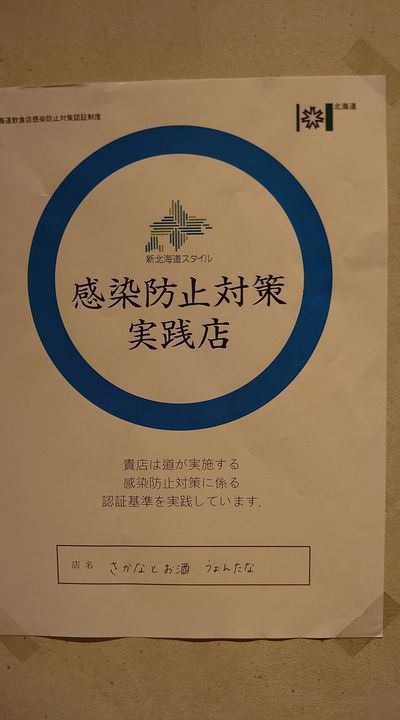 海道飲食店感染防止対策認証制度
北海道
新北海道スタイル
感染防止対策
実践店
貴店は道が実施する
感染防止対策に係る
認証基準を実践しています。
店名 さかなとお酒 うおんたな